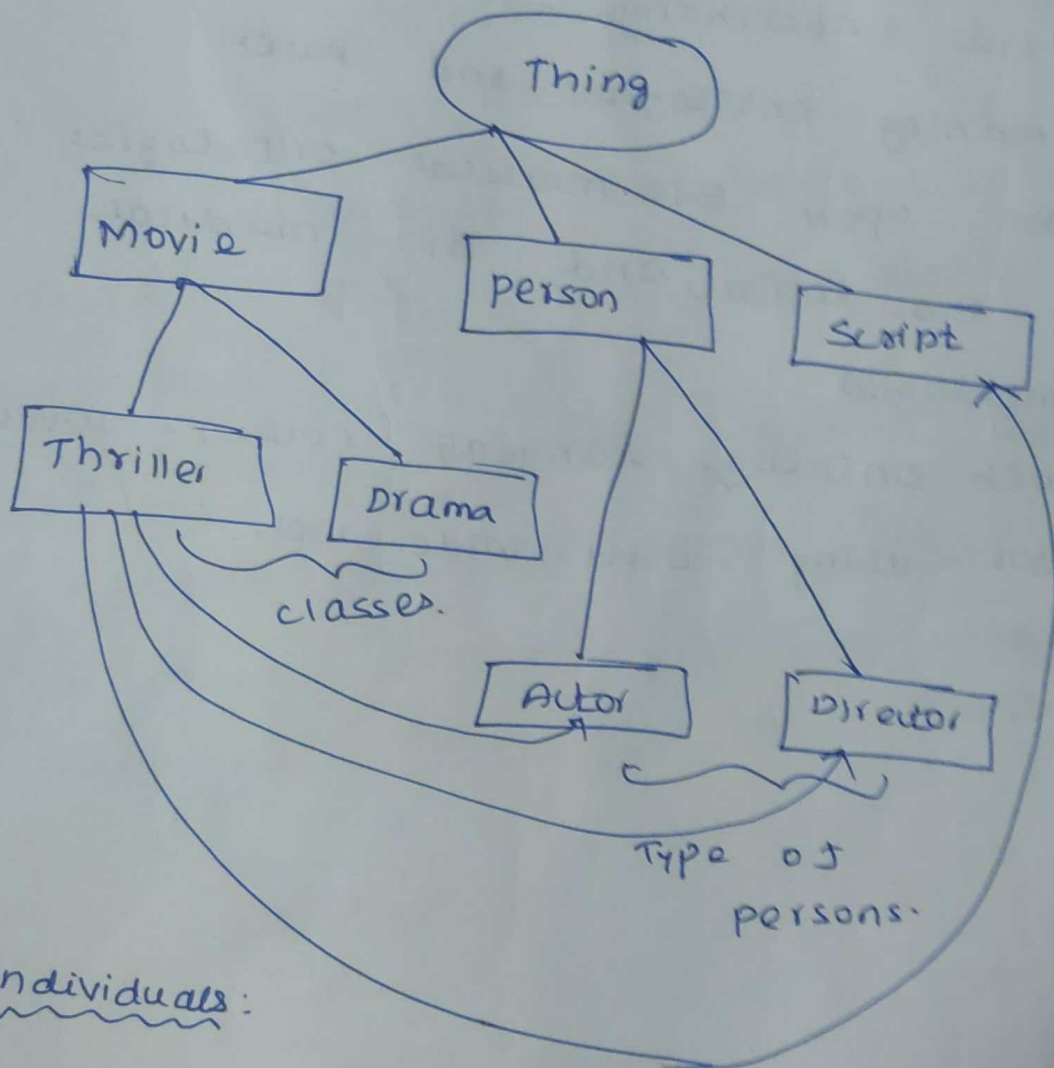 Thing
Movie
person
Script
Thriller
Drama
classes.
Actor
Director
Type of
persons.
ndividuals: